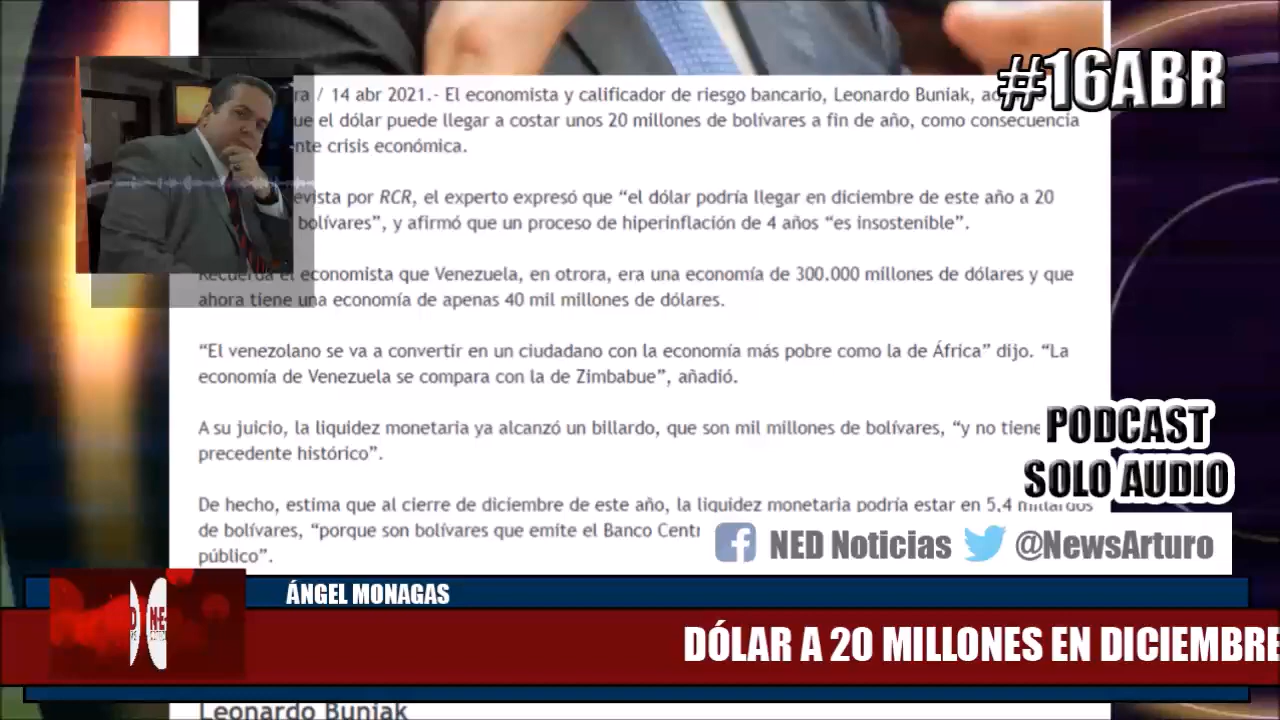 #16ABR
ra / 14 abr 2021.- El economista y calificador de riesgo bancario, Leonardo Buniak,
ue el dólar puede llegar a costar unos 20 millones de bolívares a fin de año, como consecuencia
nte crisis económica.
evista por RCR, el experto expresó que “el dólar podría llegar en diciembre de este año a 20
bolívares”, y afirmó que un proceso de hiperinflación de 4 años “es insostenible”.
Recuerda el economista que Venezuela, en otrora, era una economía de 300.000 millones de dólares y que
ahora tiene una economía de apenas 40 mil millones de dólares.
“El venezolano se va a convertir en un ciudadano con la economía más pobre como la de África” dijo. “La
economía de Venezuela se compara con la de Zimbabue”, añadió.
A su juicio, la liquidez monetaria ya alcanzó un billardo, que son mil millones de bolívares, “y no tiene
precedente histórico”.
PODCAST
SOLO AUDIO
De hecho, estima que al cierre de diciembre de este año, la liquidez monetaria podría estar en 5,4 millardos
de bolívares, “porque son bolívares que emite el Banco Centr
público”.
NED Noticias @NewsArturo
ÁNGEL MONAGAS
DÓLAR A 20 MILLONES EN DICIEMBRE
Leonardo Buniak